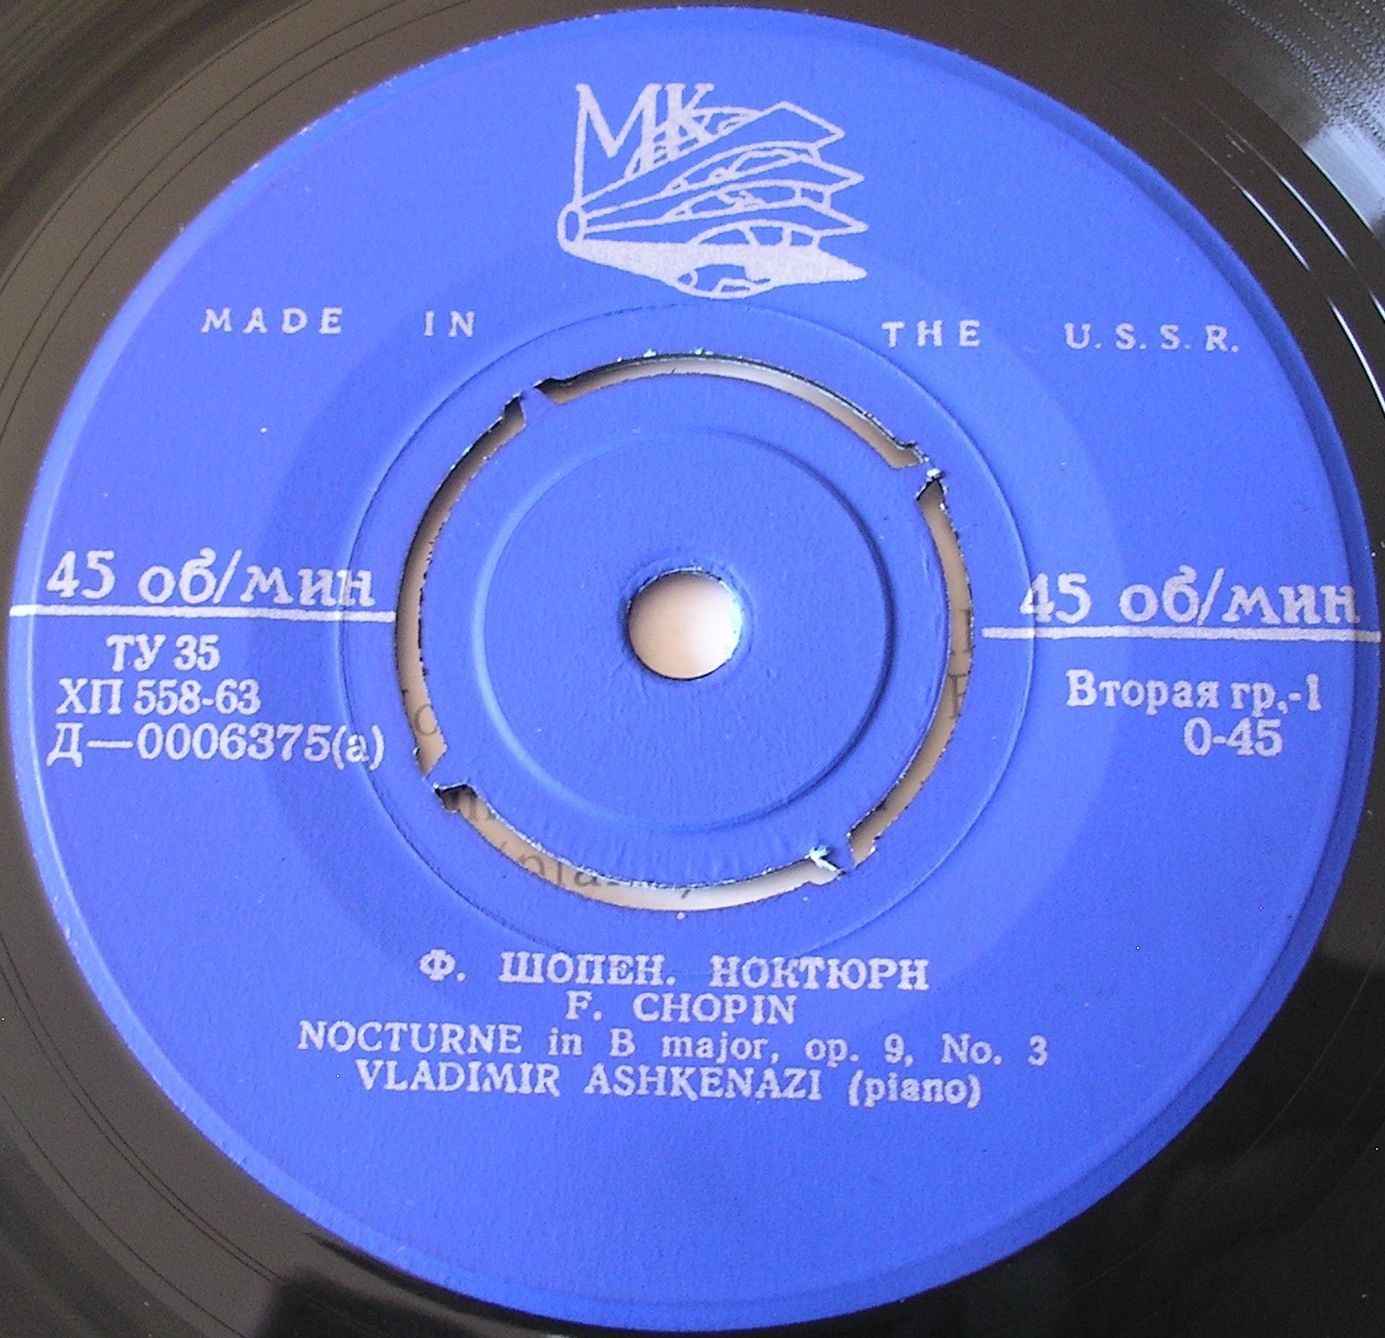 МК
MADE IN THE U.S.S.R.
45 об/мин
ТУ 35
ХП 558-63
Д—0006375(а)
45 об/мин
Вторая гр,-1
0-45
Ф. ШОПЕН. НОКТЮРН
F. CHOPIN
NOCTURNE in B major, op. 9, No. 3
VLADIMIR ASHKENAZI (piano)